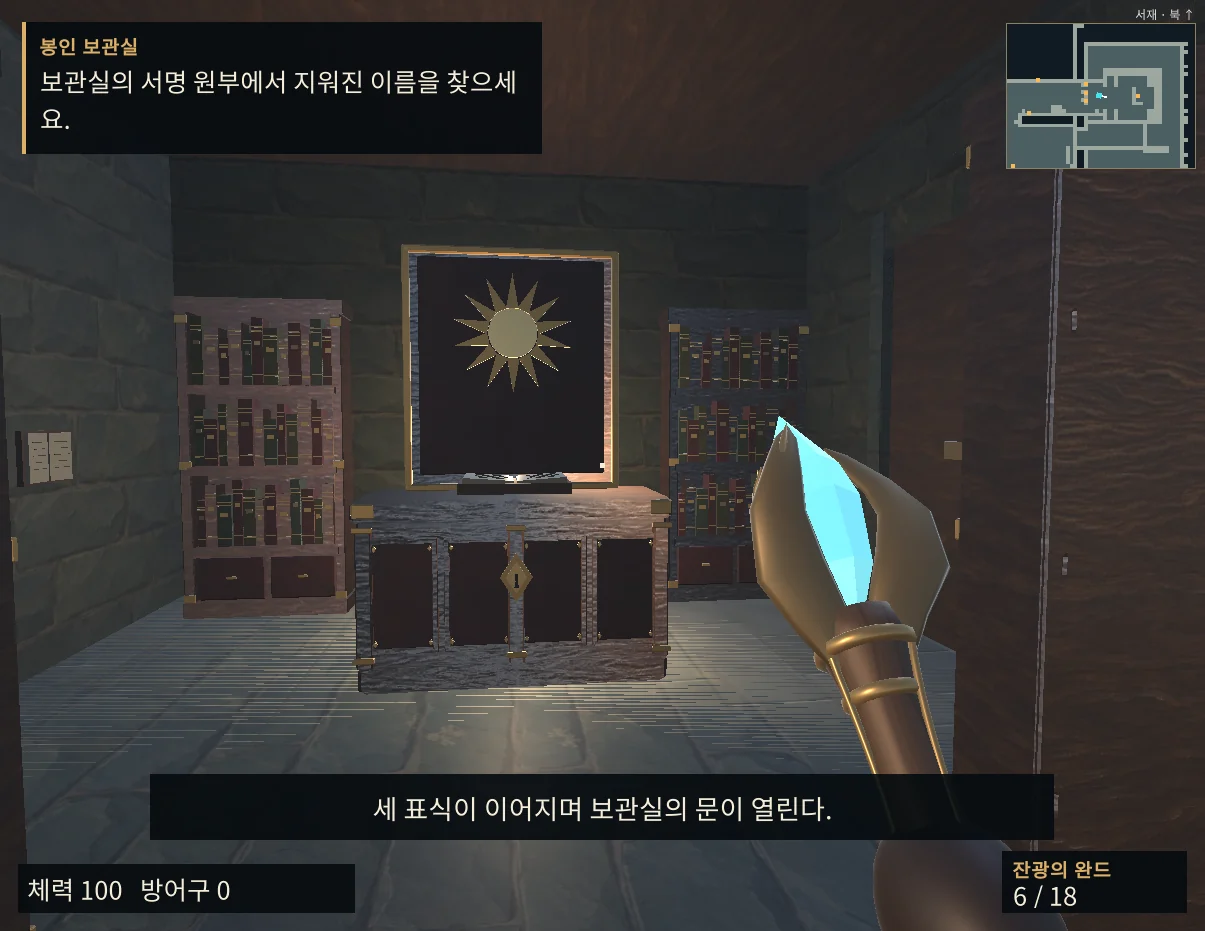 서재 · 북 ↑
봉인 보관실
보관실의 서명 원부에서 지워진 이름을 찾으세
요.
세 표식이 이어지며 보관실의 문이 열린다.
체력 100 방어구 0
잔광의 완드
6 / 18